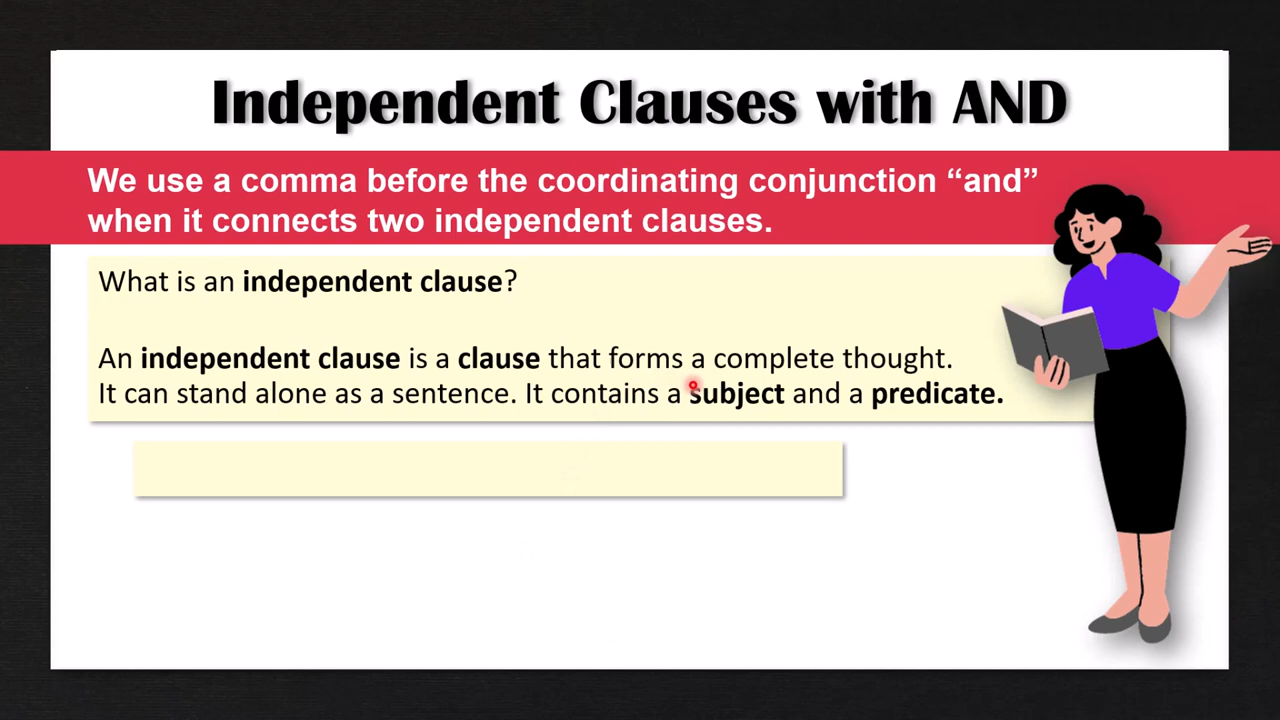 Independent Clauses with AND
We use a comma before the coordinating conjunction “and”
when it connects two independent clauses.
What is an independent clause?
An independent clause is a clause that forms a complete thought.
It can stand alone as a sentence. It contains a subject and a predicate.